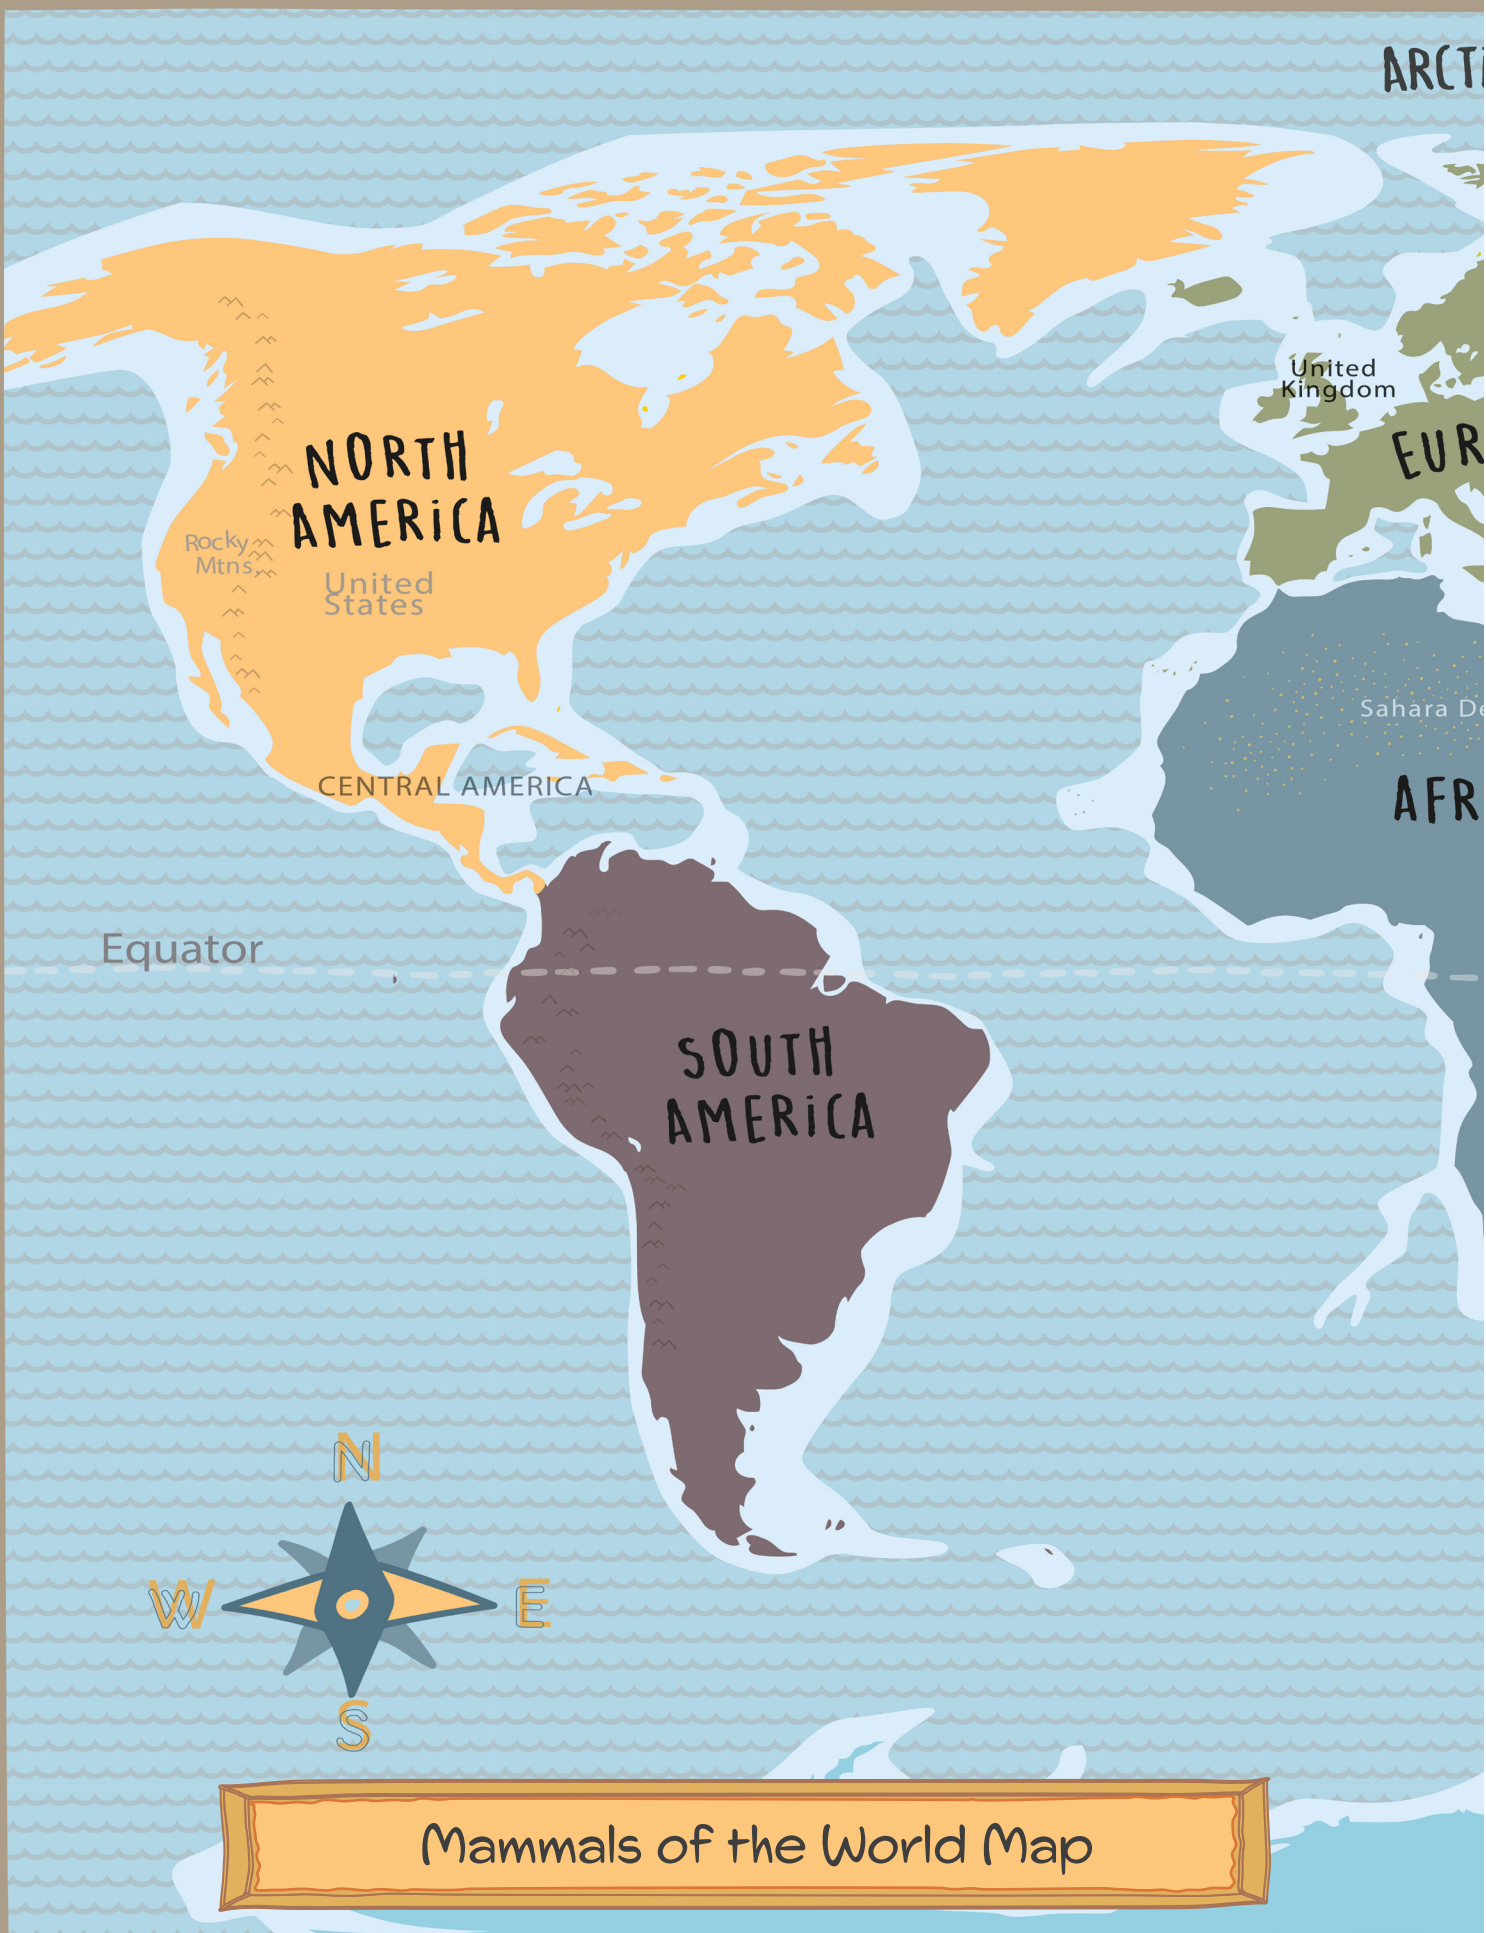 ARCTI
United
Kingdom
EUR
NORTH
AMERiCA
Rocky
Mtns.
United
States
Sahara De
CENTRAL AMERICA
AFR
Equator
SOUTH
AMERiCA
N
W
E
S
Mammals of the World Map